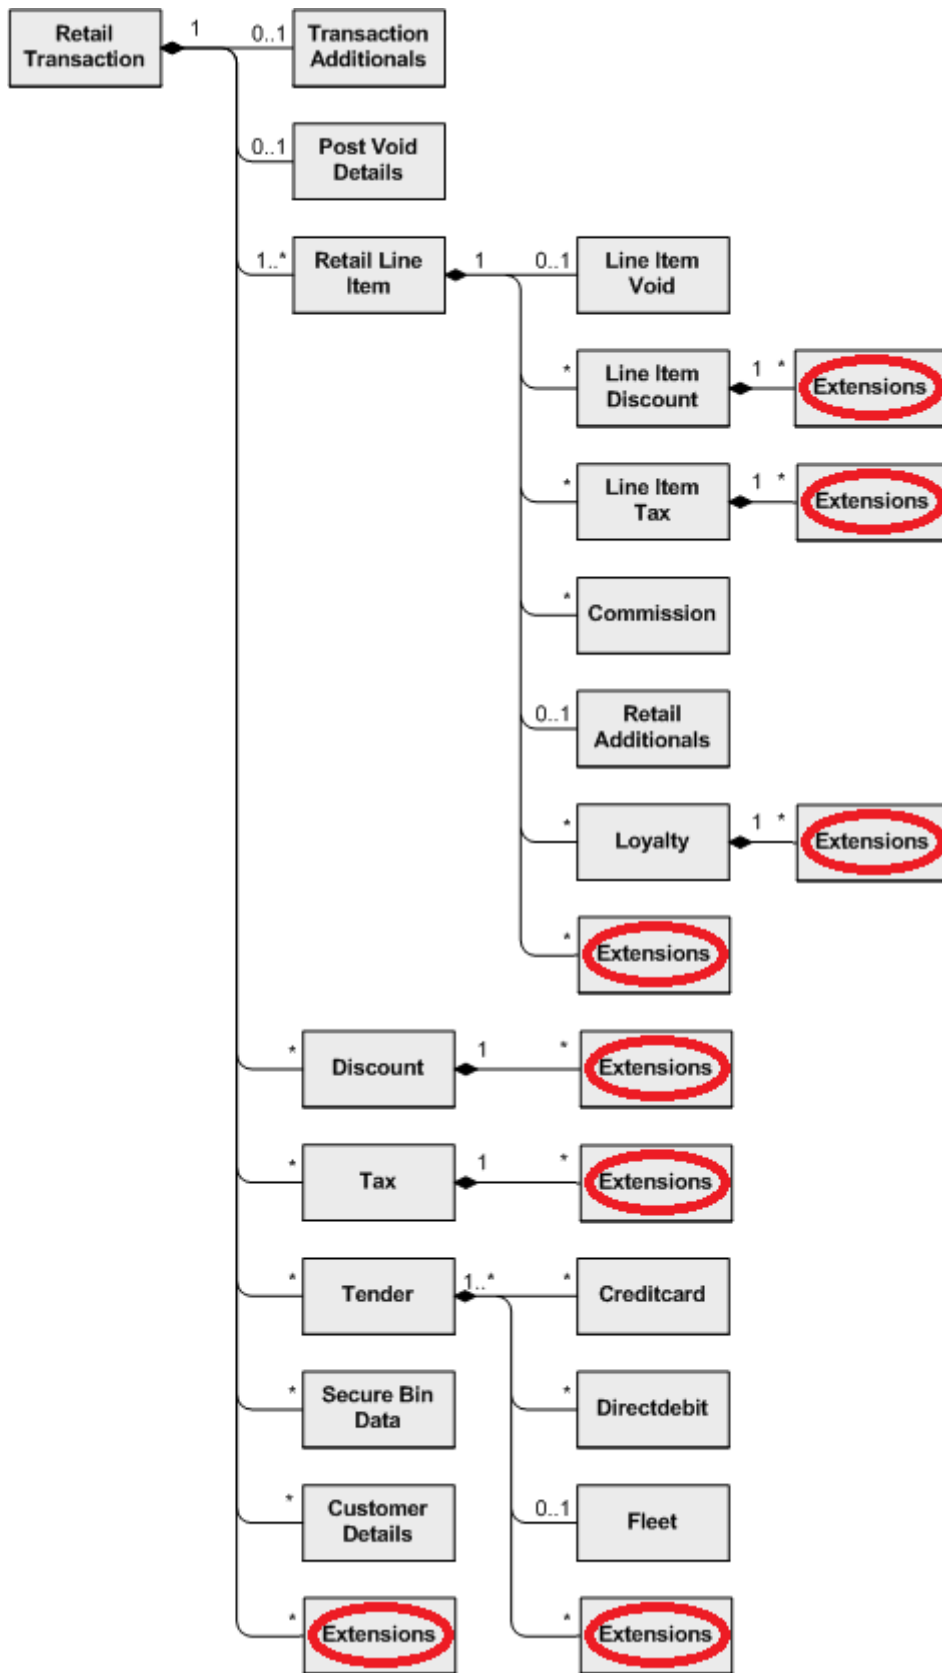 Retail
Transaction
1
0..1
Transaction
Additionals
0..1
Post Void
Details
1..*
Retail Line
Item
1
0..1
Line Item
Void
*
Line Item
Discount
1
*
Extensions
*
Line Item
Tax
1
*
Extensions
*
Commission
0..1
Retail
Additionals
*
Loyalty
1
*
Extensions
*
Extensions
*
Discount
1
*
Extensions
*
Tax
1
*
Extensions
*
Tender
1..*
*
Creditcard
*
Secure Bin
Data
*
Directdebit
*
Customer
Details
0..1
Fleet
*
Extensions
*
Extensions